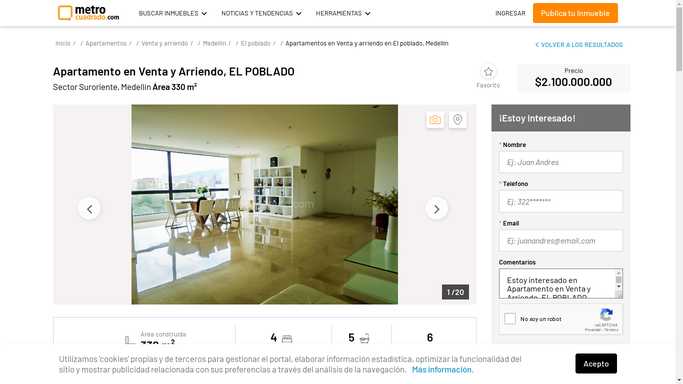 metro
cuadrado.com
BUSCAR INMUEBLES
NOTICIAS Y TENDENCIAS
HERRAMIENTAS
INGRESAR
Publica tu Inmueble
Inicio / / Apartamentos / / Venta y arriendo / / Medellín / / El poblado / Apartamentos en Venta y arriendo en El poblado, Medellín
VOLVER A LOS RESULTADOS
Apartamento en Venta y Arriendo, EL POBLADO
Sector Suroriente, Medellín Área 330 m²
Favorito
Precio
$2.100.000.000
1 / 20
¡Estoy Interesado!
* Nombre
Ej: Juan Andres
* Teléfono
Ej: 322*******
* Email
Ej: juanandres@email.com
Comentarios
Estoy interesado en
Apartamento en Venta y
Arriendo, EL POBLADO
No soy un robot
reCAPTCHA
Privacidad - Términos
Área construida
330 m²
4
5
6
Utilizamos 'cookies' propias y de terceros para gestionar el portal, elaborar información estadística, optimizar la funcionalidad del
sitio y mostrar publicidad relacionada con sus preferencias a través del análisis de la navegación. Más información.
Acepto